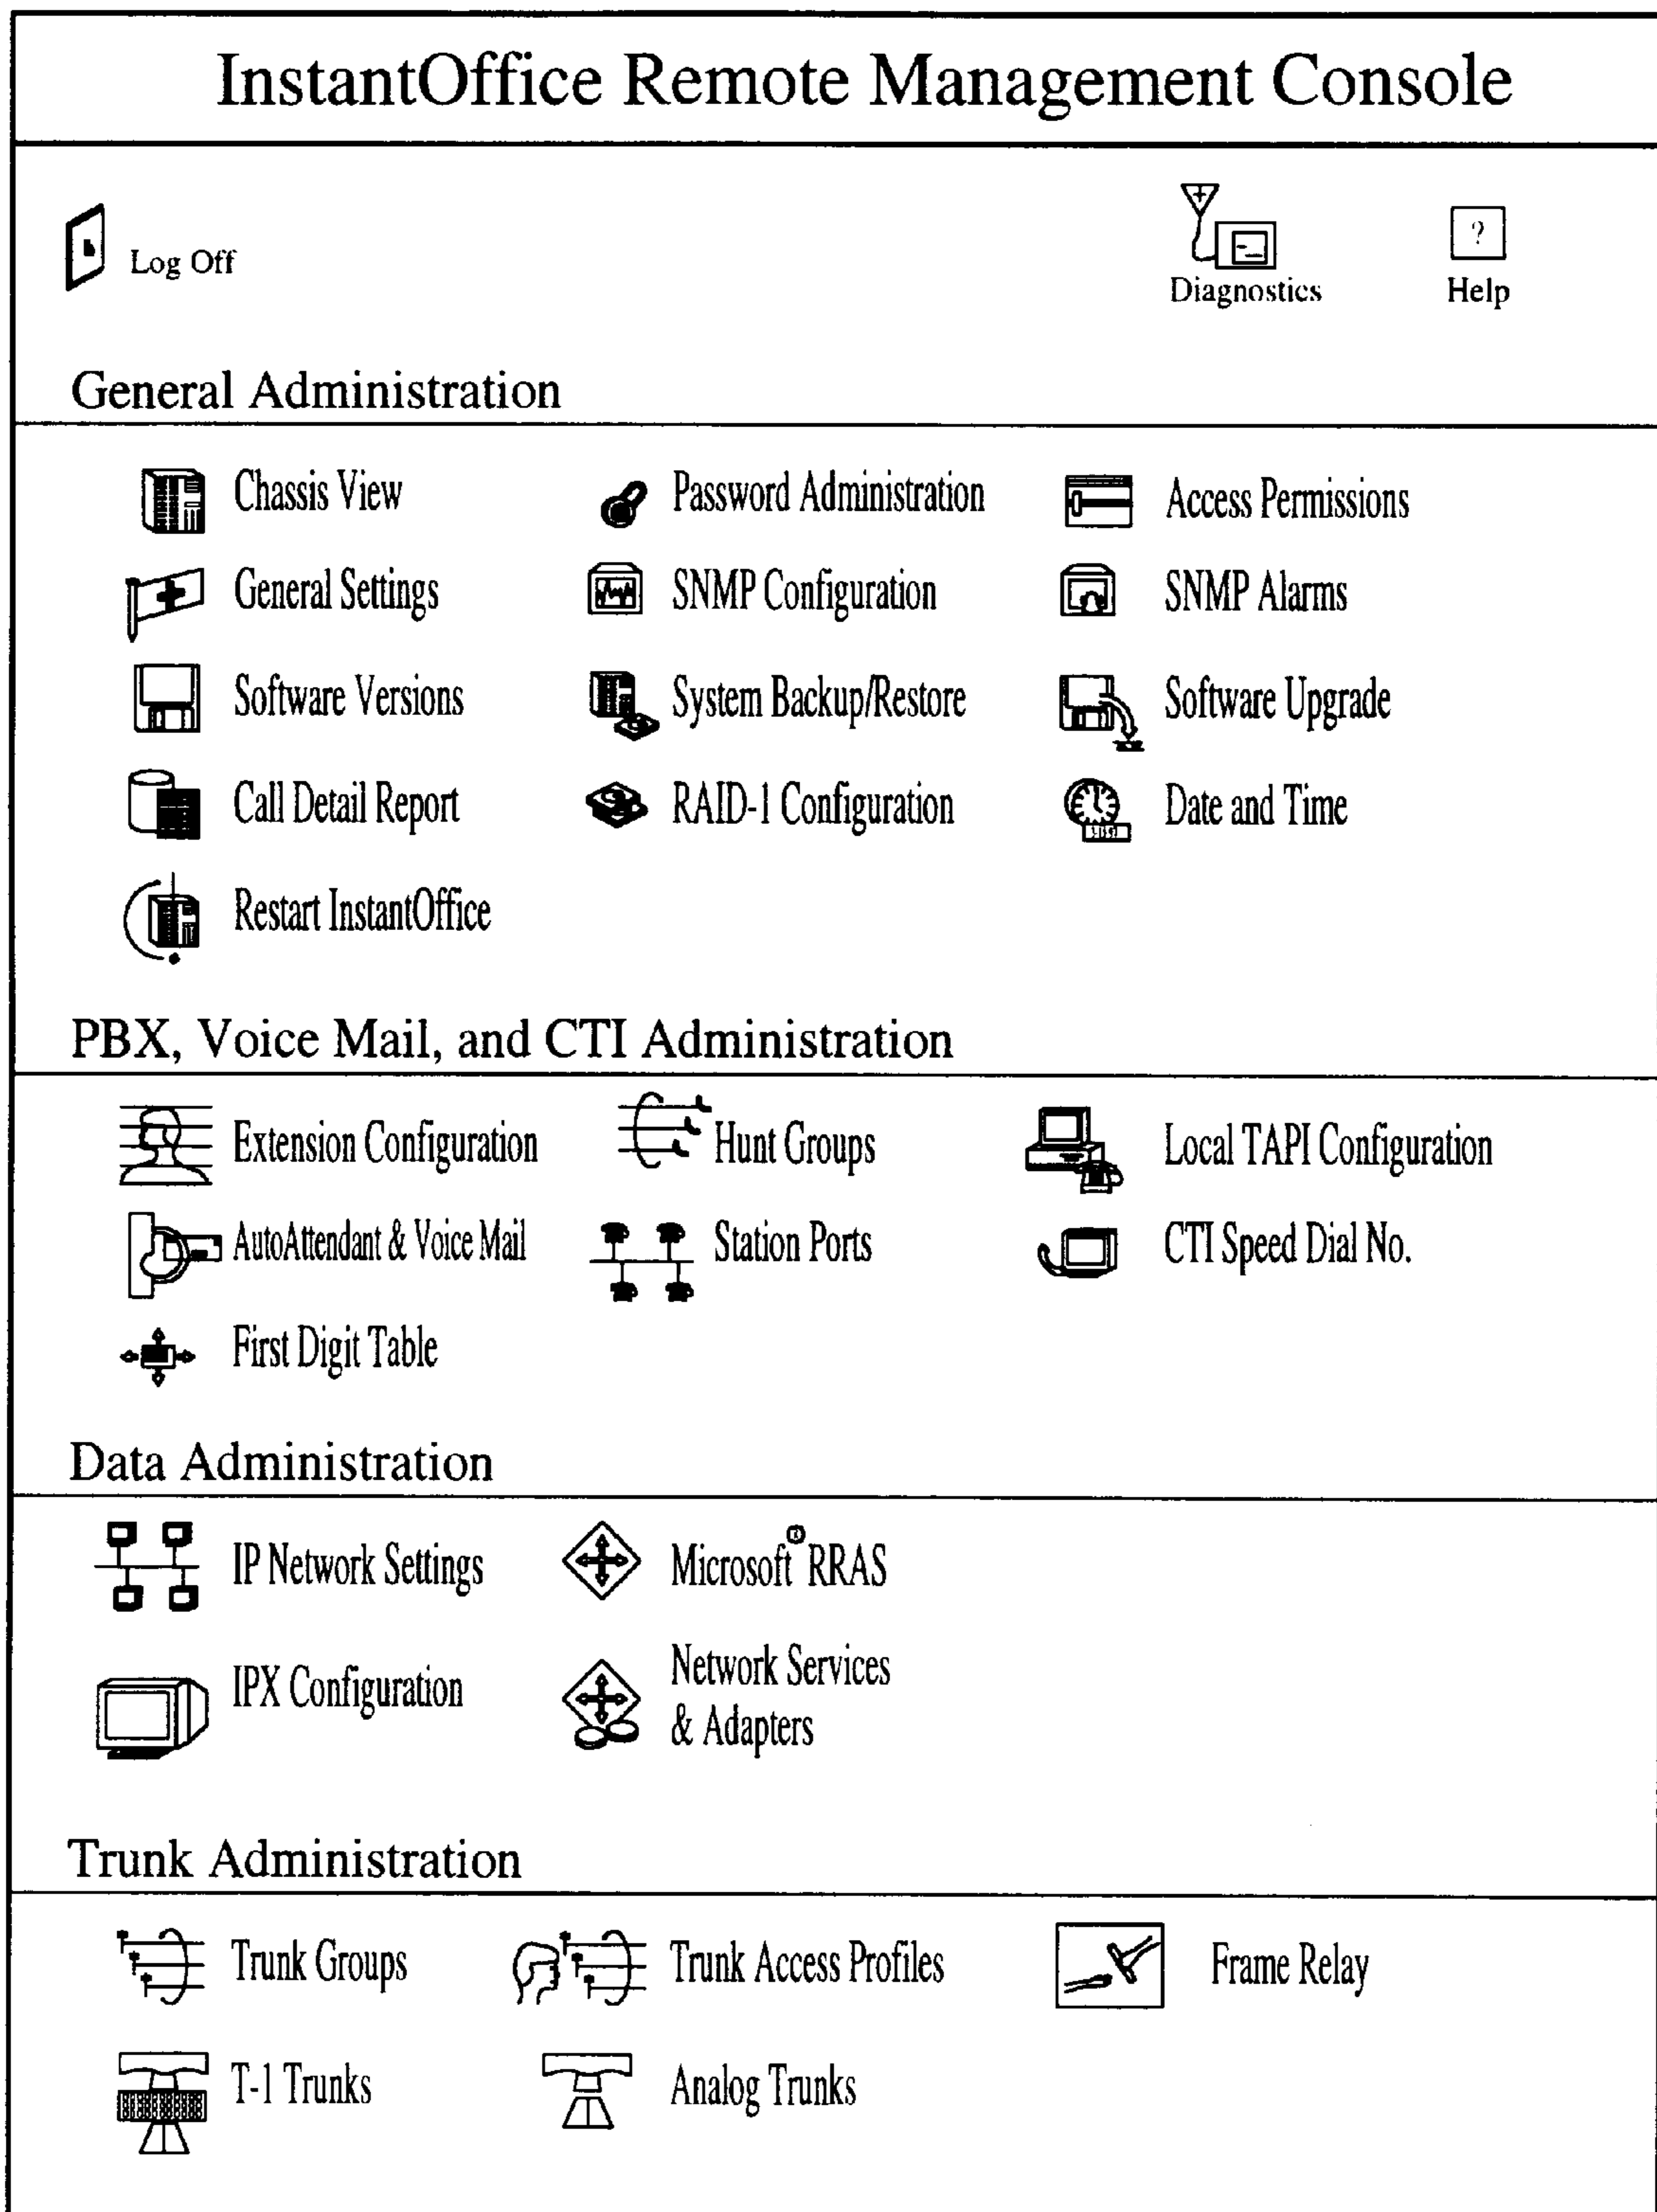 InstantOffice Remote Management Console
Log Off
Diagnostics
?
Help
General Administration
Chassis View
Password Administration
Access Permissions
General Settings
SNMP Configuration
SNMP Alarms
Software Versions
System Backup/Restore
Software Upgrade
Call Detail Report
RAID-1 Configuration
Date and Time
Restart InstantOffice
PBX, Voice Mail, and CTI Administration
Extension Configuration
Hunt Groups
Local TAPI Configuration
AutoAttendant & Voice Mail
Station Ports
CTI Speed Dial No.
First Digit Table
Data Administration
IP Network Settings
Microsoft® RRAS
IPX Configuration
Network Services
& Adapters
Trunk Administration
Trunk Groups
Trunk Access Profiles
Frame Relay
T-1 Trunks
Analog Trunks